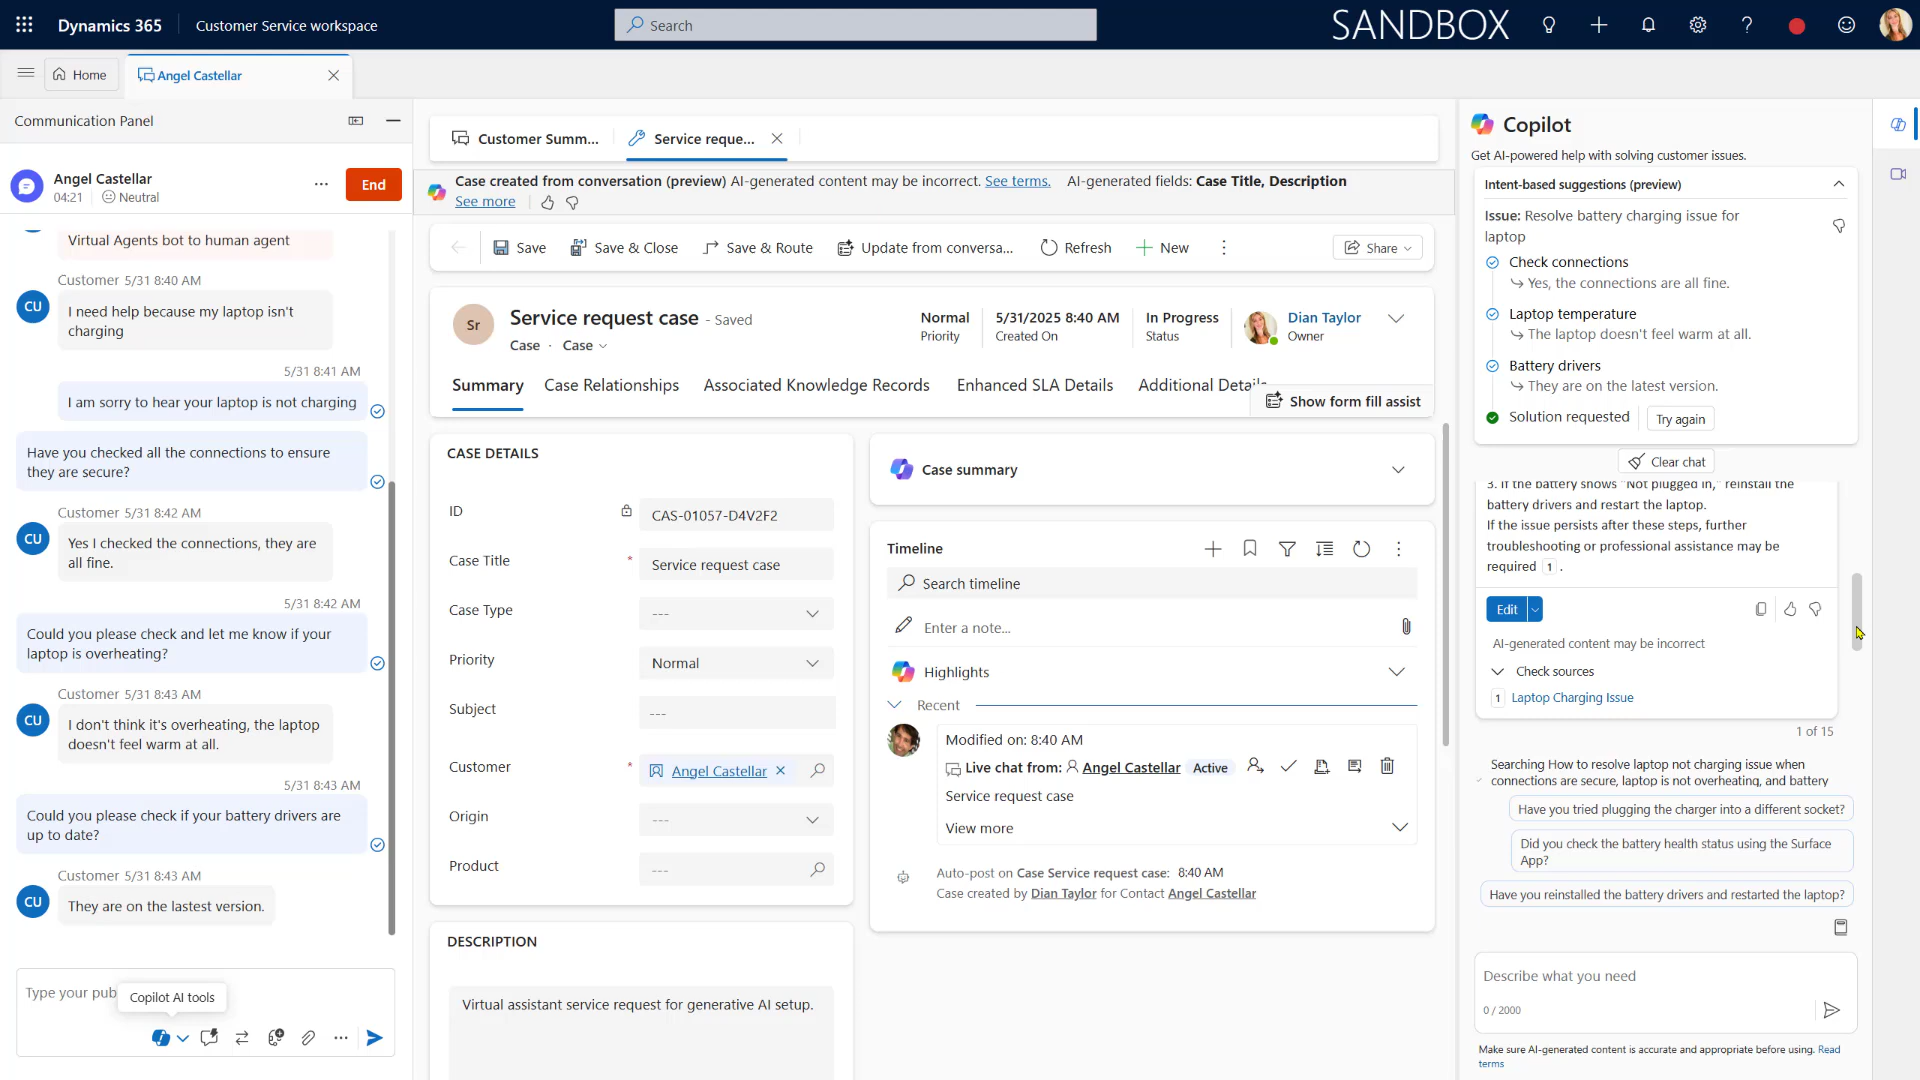 Dynamics 365
Customer Service workspace
Search
SANDBOX
Home
Angel Castellar
Communication Panel
Angel Castellar
04:21
Neutral
End
Virtual Agents bot to human agent
Customer 5/31 8:40 AM
CU
I need help because my laptop isn't
charging
5/31 8:41 AM
I am sorry to hear your laptop is not charging
Have you checked all the connections to ensure
they are secure?
Customer 5/31 8:42 AM
CU
Yes I checked the connections, they are
all fine.
5/31 8:42 AM
Could you please check and let me know if your
laptop is overheating?
Customer 5/31 8:43 AM
CU
I don't think it's overheating, the laptop
doesn't feel warm at all.
5/31 8:43 AM
Could you please check if your battery drivers are
up to date?
Customer 5/31 8:43 AM
CU
They are on the lastest version.
Type your pub
Copilot AI tools
Customer Summ...
Service reque...
Case created from conversation (preview) AI-generated content may be incorrect. See terms. AI-generated fields: Case Title, Description
See more
Save
Save & Close
Save & Route
Update from conversa...
Refresh
New
Share
Sr
Service request case - Saved
Case · Case
Normal
Priority
5/31/2025 8:40 AM
Created On
In Progress
Status
Dian Taylor
Owner
Summary
Case Relationships
Associated Knowledge Records
Enhanced SLA Details
Additional Details
Show form fill assist
CASE DETAILS
ID
CAS-01057-D4V2F2
Case Title
*
Service request case
Case Type
---
Priority
Normal
Subject
---
Customer
*
Angel Castellar
Origin
---
Product
---
DESCRIPTION
Virtual assistant service request for generative AI setup.
Case summary
Timeline
Search timeline
Enter a note...
Highlights
Recent
Modified on: 8:40 AM
Live chat from: Angel Castellar Active
Service request case
View more
Auto-post on Case Service request case: 8:40 AM
Case created by Dian Taylor for Contact Angel Castellar
Copilot
Get AI-powered help with solving customer issues.
Intent-based suggestions (preview)
Issue: Resolve battery charging issue for
laptop
Check connections
Yes, the connections are all fine.
Laptop temperature
The laptop doesn't feel warm at all.
Battery drivers
They are on the latest version.
Solution requested
Try again
Clear chat
3. If the battery shows "Not plugged in," reinstall the
battery drivers and restart the laptop.
If the issue persists after these steps, further
troubleshooting or professional assistance may be
required 1 .
Edit
AI-generated content may be incorrect
Check sources
1 Laptop Charging Issue
1 of 15
Searching How to resolve laptop not charging issue when
connections are secure, laptop is not overheating, and battery
Have you tried plugging the charger into a different socket?
Did you check the battery health status using the Surface
App?
Have you reinstalled the battery drivers and restarted the laptop?
Describe what you need
0 / 2000
Make sure AI-generated content is accurate and appropriate before using. Read
terms